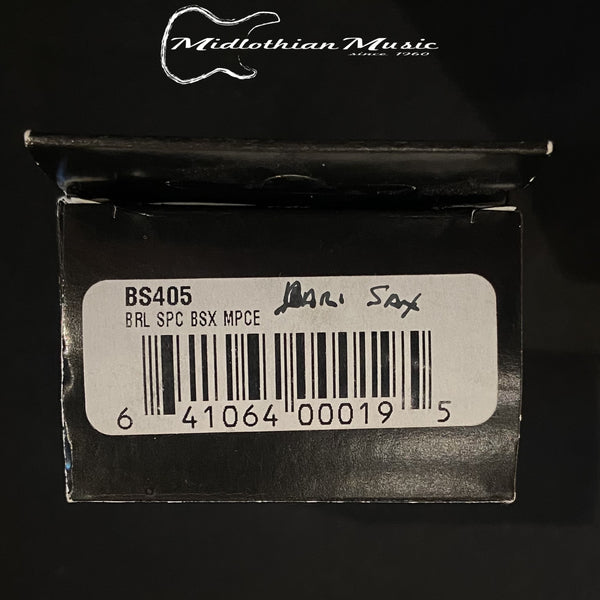 Midlothian Music
since 1960
BS405 BARI SAX
BRL SPC BSX MPCE
6 41064 00019 5